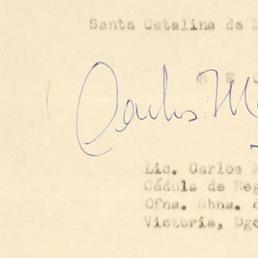 Santa Catalina de
R E C
Carlos M
Lic. Carlos
Cédula de Reg
Ofna. Dbna.
Victoria, Dgo